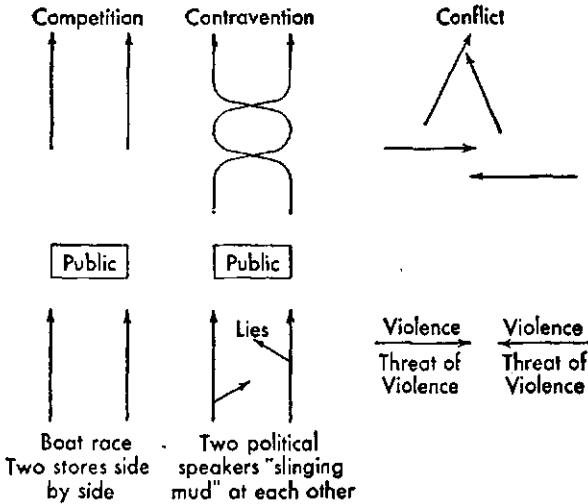 Competition
Contravention
Conflict
Public
Public
Lies
Violence
Threat of
Violence
Violence
Threat of
Violence
Boat race
Two stores side
by side
Two political
speakers "slinging
mud" at each other